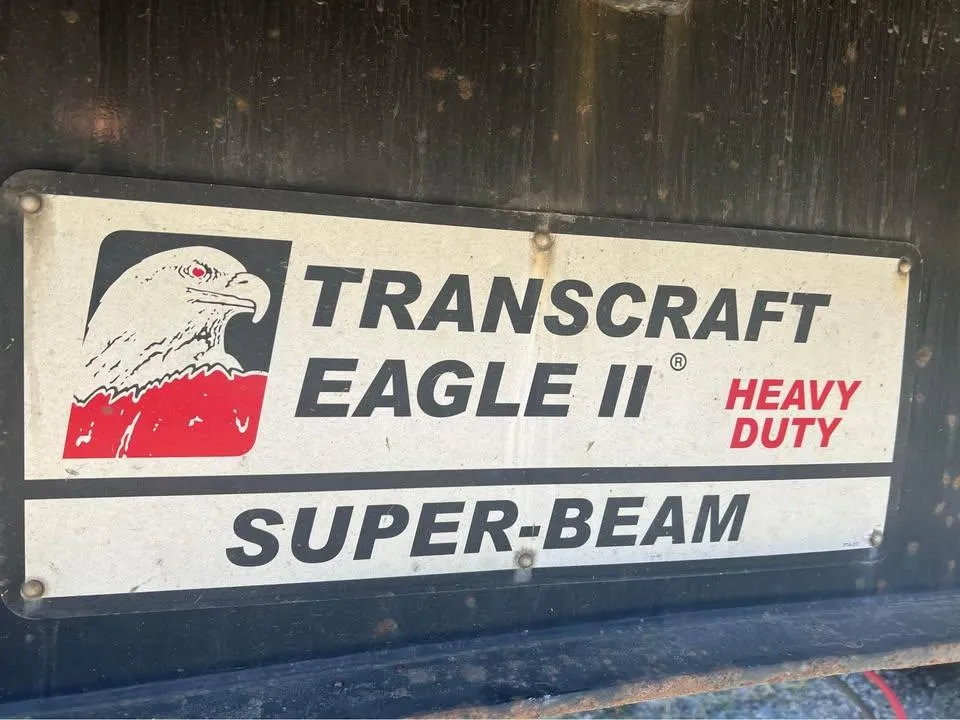 TRANSCRAFT
EAGLE II ®
HEAVY
DUTY
SUPER-BEAM